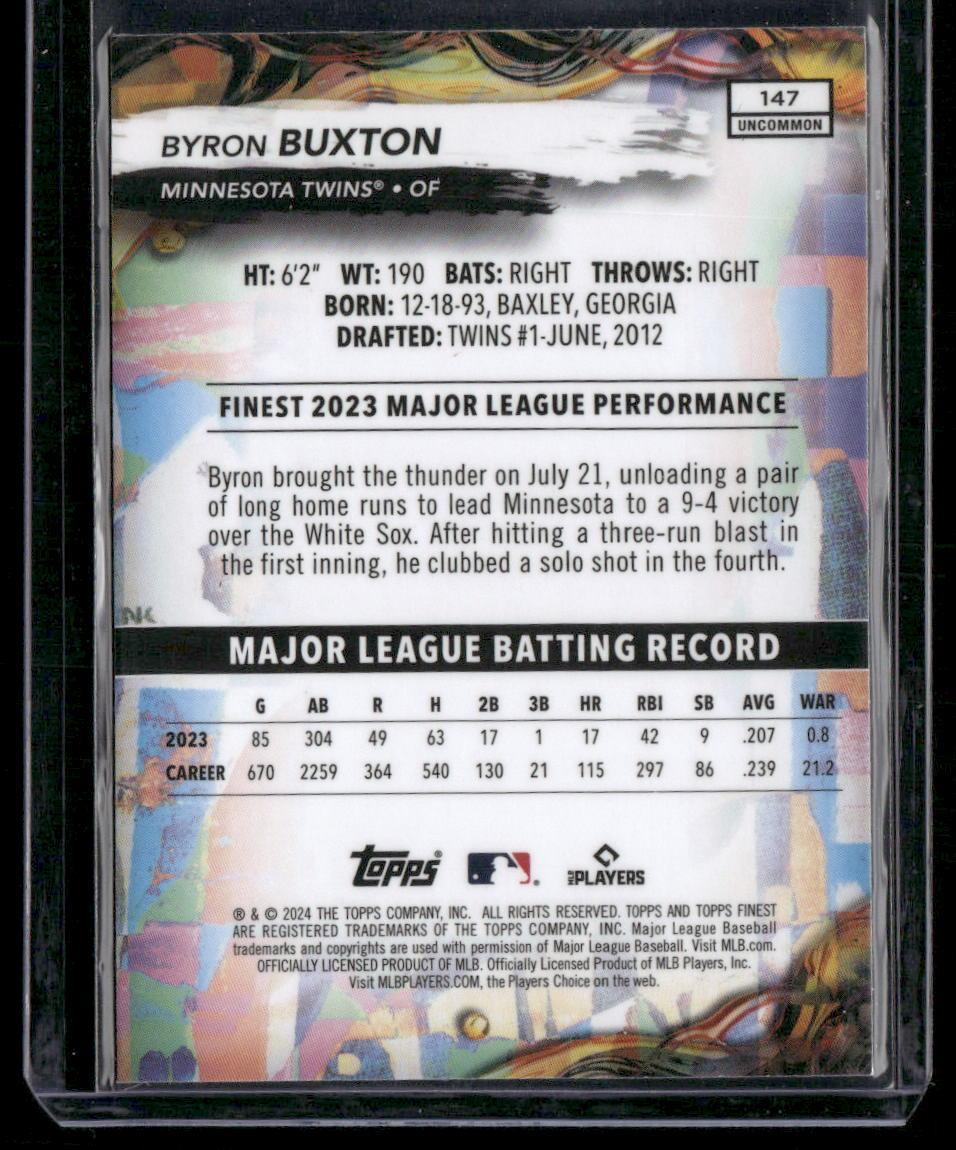 147
UNCOMMON
BYRON BUXTON
MINNESOTA TWINS® • OF
HT: 6'2" WT: 190 BATS: RIGHT THROWS: RIGHT
BORN: 12-18-93, BAXLEY, GEORGIA
DRAFTED: TWINS #1-JUNE, 2012
FINEST 2023 MAJOR LEAGUE PERFORMANCE
Byron brought the thunder on July 21, unloading a pair
of long home runs to lead Minnesota to a 9-4 victory
over the White Sox. After hitting a three-run blast in
the first inning, he clubbed a solo shot in the fourth.
NK
MAJOR LEAGUE BATTING RECORD
G AB R H 2B 3B HR RBI SB AVG WAR
2023 85 304 49 63 17 1 17 42 9 .207 0.8
CAREER 670 2259 364 540 130 21 115 297 86 .239 21.2
Topps® MLB PLAYERS
® & © 2024 THE TOPPS COMPANY, INC. ALL RIGHTS RESERVED. TOPPS AND TOPPS FINEST
ARE REGISTERED TRADEMARKS OF THE TOPPS COMPANY, INC. Major League Baseball
trademarks and copyrights are used with permission of Major League Baseball. Visit MLB.com.
OFFICIALLY LICENSED PRODUCT OF MLB. Officially Licensed Product of MLB Players, Inc.
Visit MLBPLAYERS.COM, the Players Choice on the web.